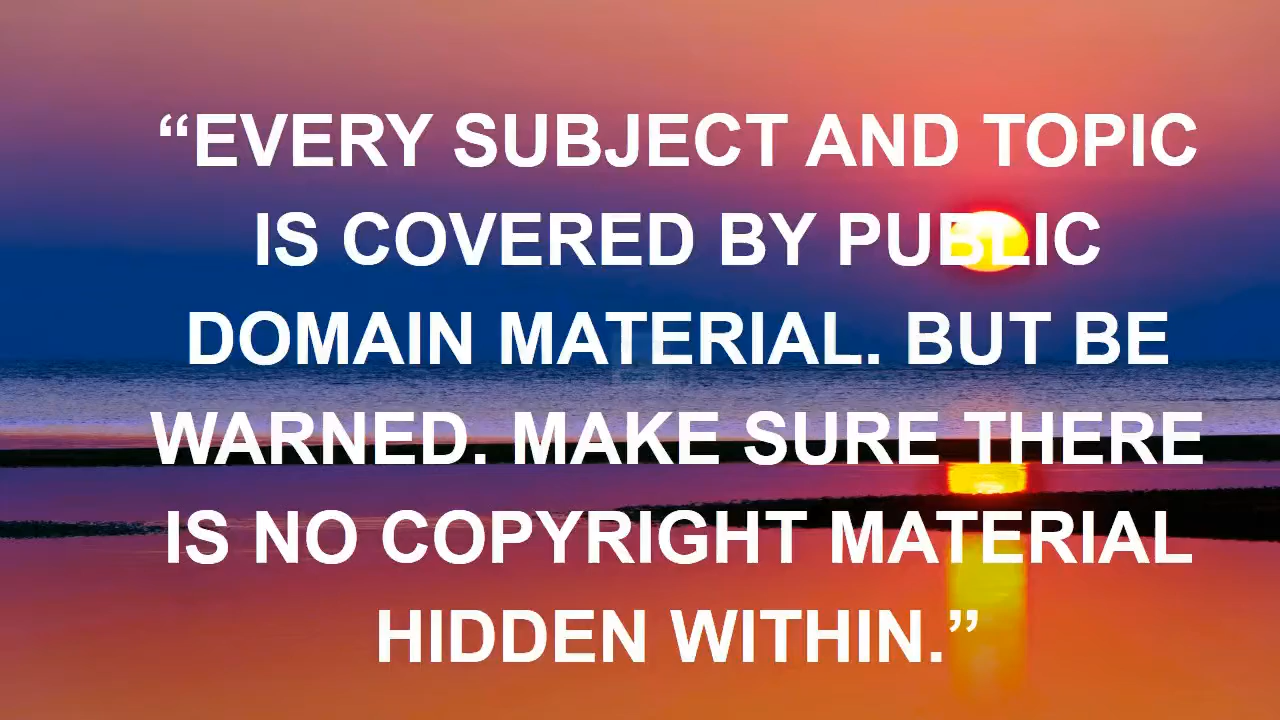 “EVERY SUBJECT AND TOPIC
IS COVERED BY PUBLIC
DOMAIN MATERIAL. BUT BE
WARNED. MAKE SURE THERE
IS NO COPYRIGHT MATERIAL
HIDDEN WITHIN.”